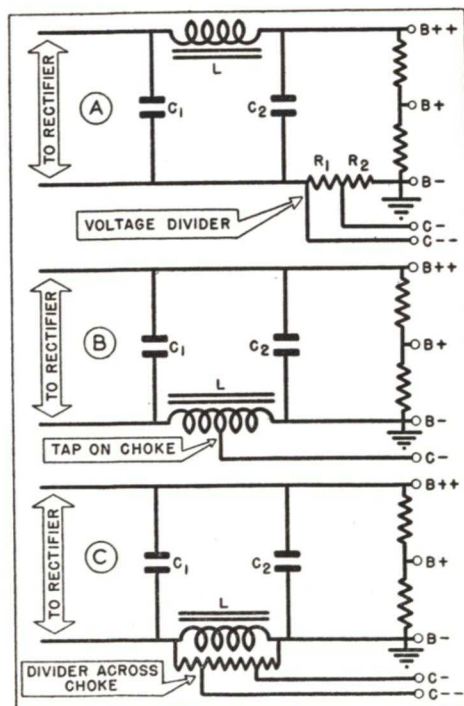 L
B++
TO RECTIFIER
A
C1
C2
B+
R1 R2
B-
VOLTAGE DIVIDER
C-
C--
B++
TO RECTIFIER
B
C1
C2
B+
L
B-
TAP ON CHOKE
C-
B++
TO RECTIFIER
C
C1
C2
B+
L
B-
DIVIDER ACROSS
CHOKE
C-
C--